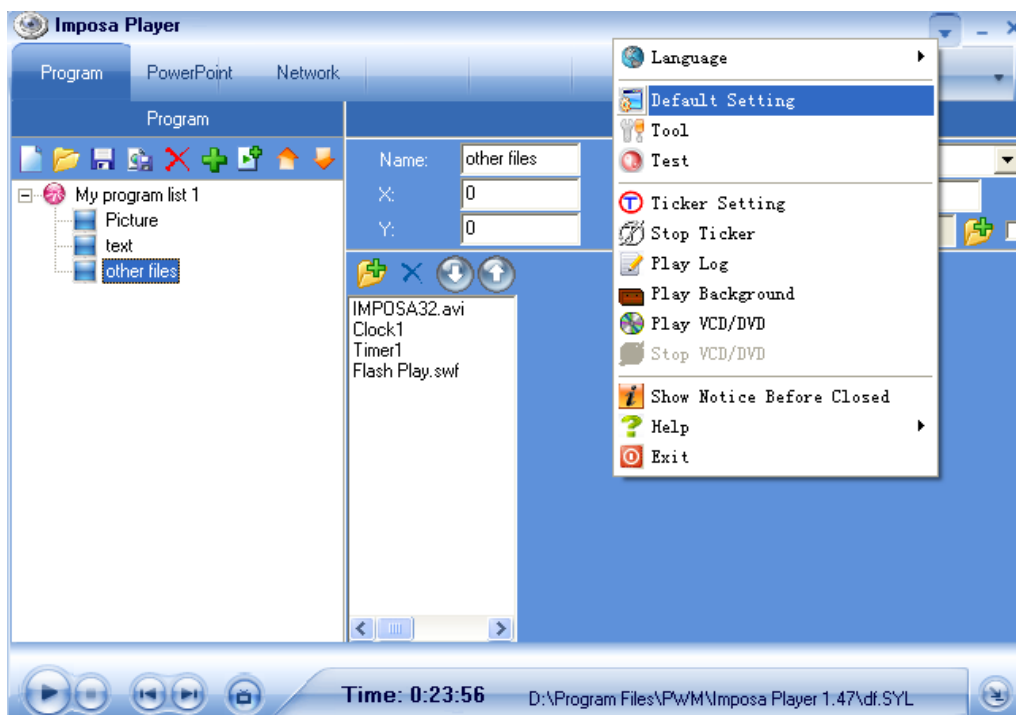 Imposa Player
Program PowerPoint Network
Program
Name: other files
X: 0
Y: 0
My program list 1
Picture
text
other files
IMPOSA32.avi
Clock1
Timer1
Flash Play.swf
Language
Default Setting
Tool
Test
Ticker Setting
Stop Ticker
Play Log
Play Background
Play VCD/DVD
Stop VCD/DVD
Show Notice Before Closed
Help
Exit
Time: 0:23:56 D:\Program Files\PWM\Imposa Player 1.47\df.SYL